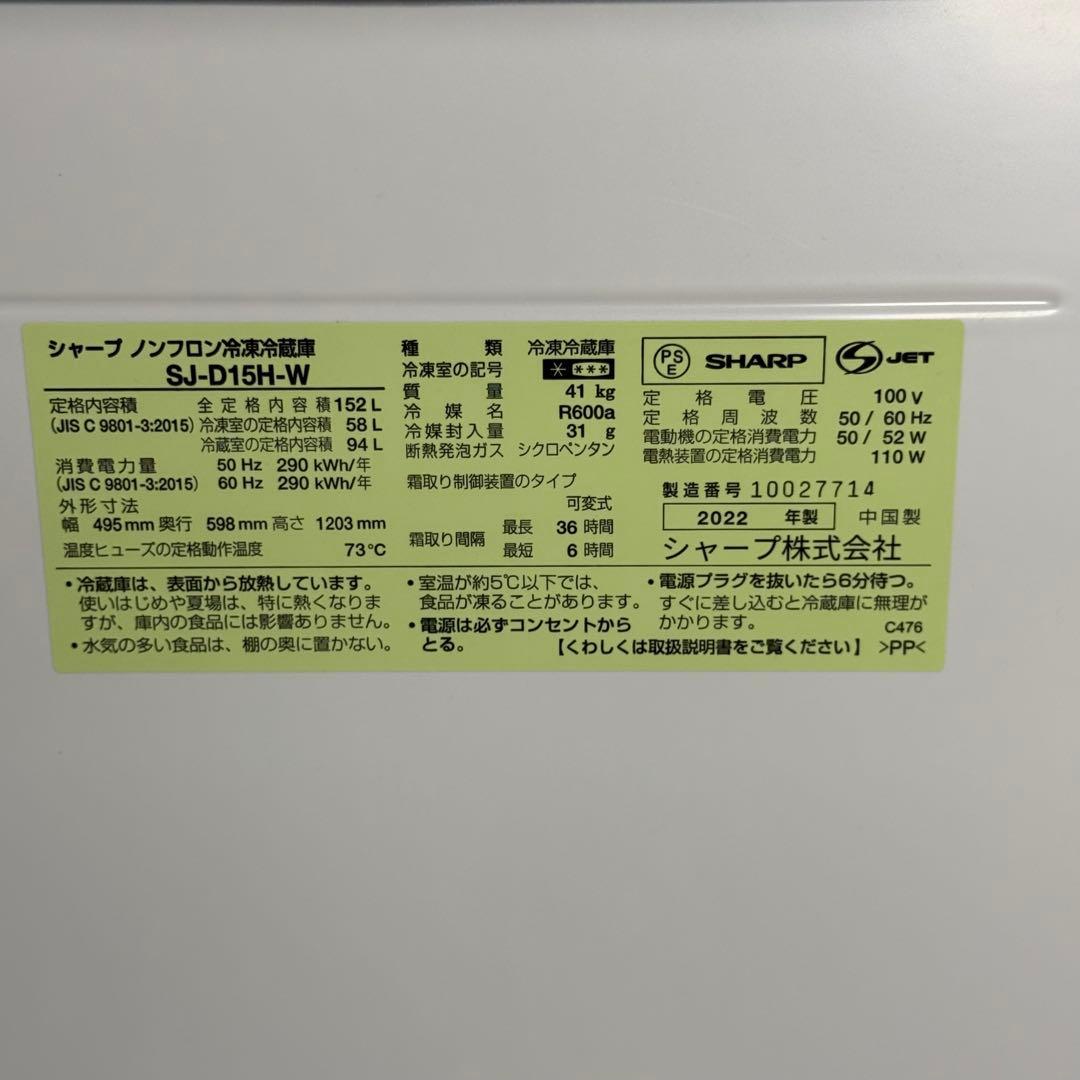 シャープ ノンフロン冷凍冷蔵庫
SJ-D15H-W
定格内容積 全定格内容積 152 L
(JIS C 9801-3:2015) 冷凍室の定格内容積 58 L
冷蔵室の定格内容積 94 L
消費電力量 50 Hz 290 kWh/年
(JIS C 9801-3:2015) 60 Hz 290 kWh/年
外形寸法
幅 495 mm 奥行 598 mm 高さ 1203 mm
温度ヒューズの定格動作温度 73℃
種類 冷凍冷蔵庫
冷凍室の記号 * ***
質量 41 kg
冷媒名 R600a
冷媒封入量 31 g
断熱発泡ガス シクロペンタン
霜取り制御装置のタイプ
可変式
霜取り間隔 最長 36 時間
最短 6 時間
PSE SHARP S JET
定格電圧 100 V
定格周波数 50 / 60 Hz
電動機の定格消費電力 50 / 52 W
電熱装置の定格消費電力 110 W
製造番号 10027714
2022 年製 中国製
シャープ株式会社
・冷蔵庫は、表面から放熱しています。
使いはじめや夏場は、特に熱くなりま
すが、庫内の食品には影響ありません。
・水気の多い食品は、棚の奥に置かない。
・室温が約5℃以下では、
食品が凍ることがあります。
・電源は必ずコンセントから
とる。
・電源プラグを抜いたら6分待つ。
すぐに差し込むと冷蔵庫に無理が
かかります。 C476
【くわしくは取扱説明書をご覧ください】 >PP<